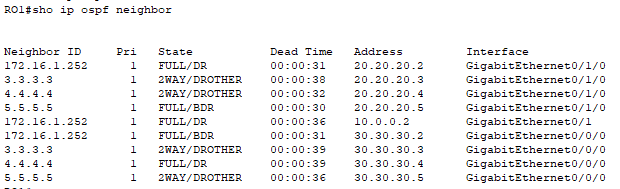 RO1#sho ip ospf neighbor
Neighbor ID Pri State Dead Time Address Interface
172.16.1.252 1 FULL/DR 00:00:31 20.20.20.2 GigabitEthernet0/1/0
3.3.3.3 1 2WAY/DROTHER 00:00:38 20.20.20.3 GigabitEthernet0/1/0
4.4.4.4 1 2WAY/DROTHER 00:00:32 20.20.20.4 GigabitEthernet0/1/0
5.5.5.5 1 FULL/BDR 00:00:30 20.20.20.5 GigabitEthernet0/1/0
172.16.1.252 1 FULL/DR 00:00:36 10.0.0.2 GigabitEthernet0/1
172.16.1.252 1 FULL/BDR 00:00:31 30.30.30.2 GigabitEthernet0/0/0
3.3.3.3 1 2WAY/DROTHER 00:00:39 30.30.30.3 GigabitEthernet0/0/0
4.4.4.4 1 FULL/DR 00:00:39 30.30.30.4 GigabitEthernet0/0/0
5.5.5.5 1 2WAY/DROTHER 00:00:36 30.30.30.5 GigabitEthernet0/0/0